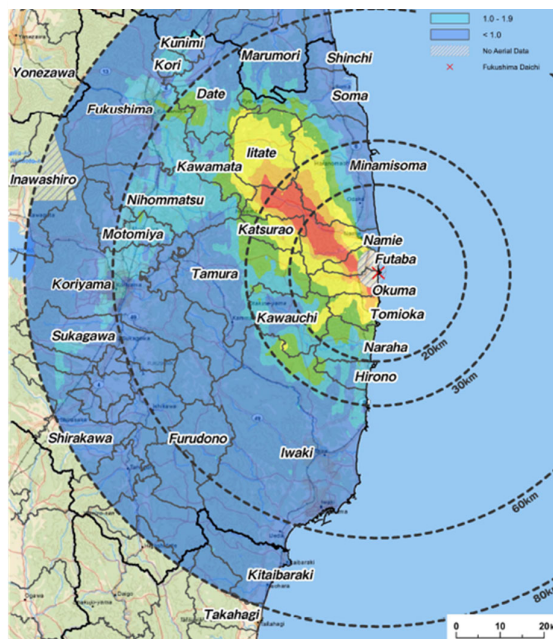 1.0 - 1.9
< 1.0
No Aerial Data
Fukushima Daichi
Kunimi
Kori
Marumori
Shinchi
Yonezawa
Date
Soma
Fukushima
Iitate
Minamisoma
Inawashiro
Kawamata
Nihommatsu
Motomiya
Katsurao
Namie
Futaba
Tamura
Okuma
Koriyama
Kawauchi
Tomioka
Sukagawa
Naraha
20km
Hirono
30km
Shirakawa
Furudono
Iwaki
60km
Kitaibaraki
80km
Takahagi
0
10
20k